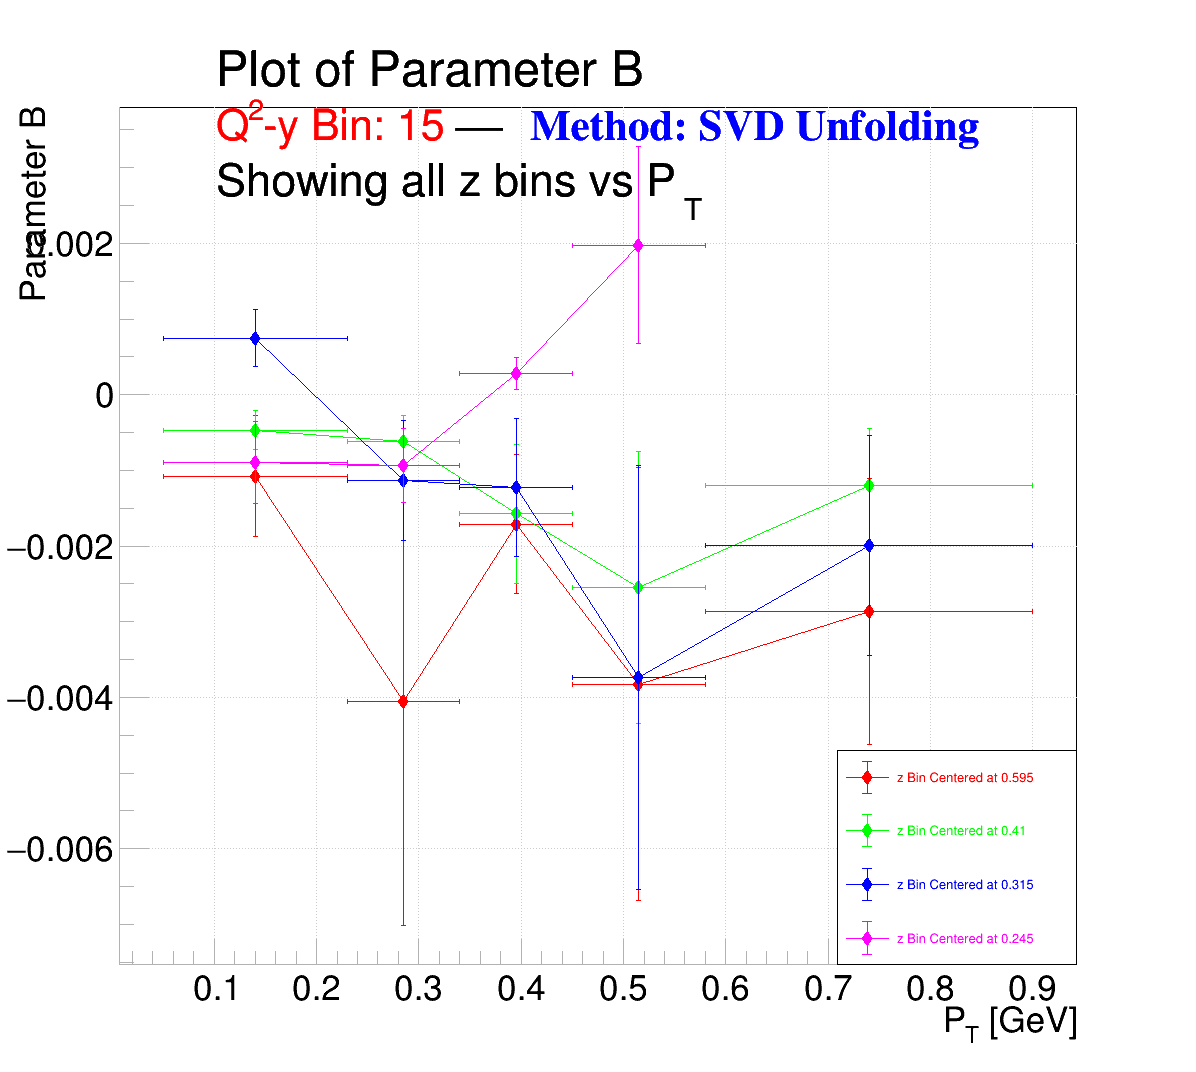 Plot of Parameter B
Q²-y Bin: 15 — Method: SVD Unfolding
Showing all z bins vs P_T
Parameter B
0.002
0
−0.002
−0.004
−0.006
z Bin Centered at 0.595
z Bin Centered at 0.41
z Bin Centered at 0.315
z Bin Centered at 0.245
0.1 0.2 0.3 0.4 0.5 0.6 0.7 0.8 0.9
P_T [GeV]